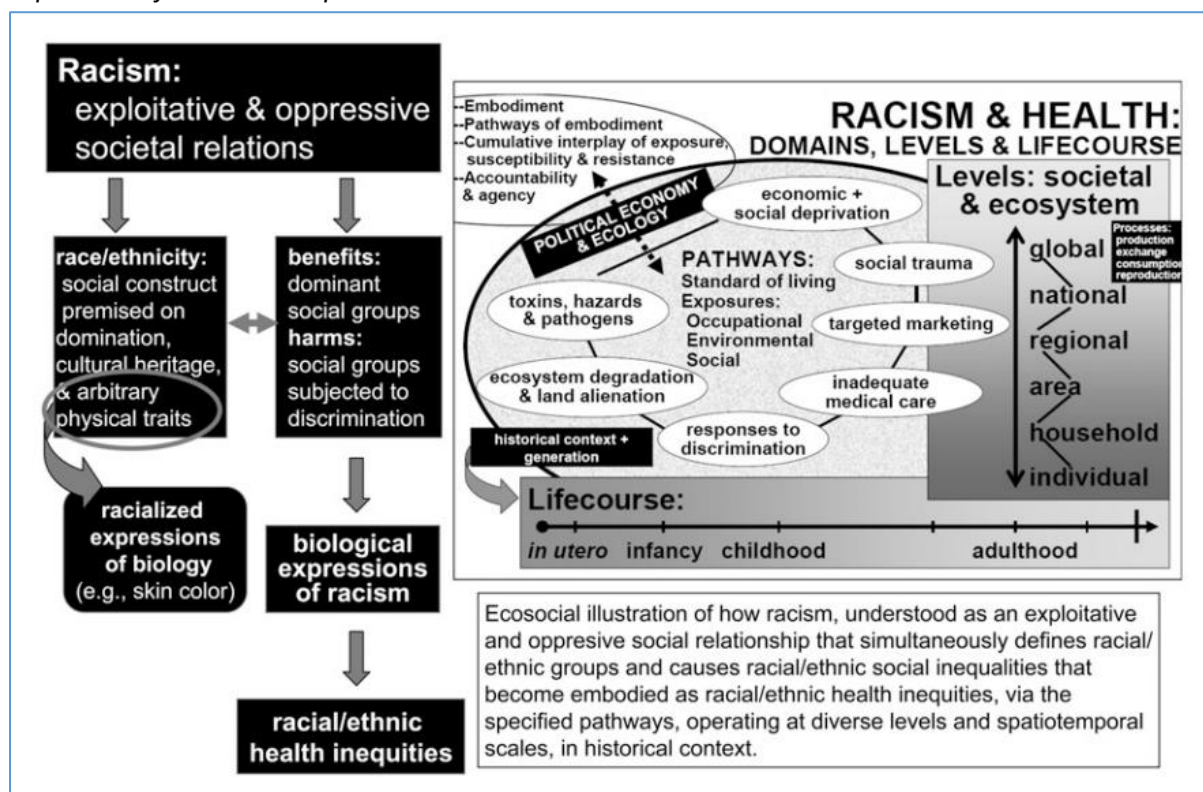 Racism:
exploitative & oppressive
societal relations
race/ethnicity:
social construct
premised on
domination,
cultural heritage,
& arbitrary
physical traits
benefits:
dominant
social groups
harms:
social groups
subjected to
discrimination
racialized
expressions
of biology
(e.g., skin color)
biological
expressions
of racism
racial/ethnic
health inequities
--Embodiment
--Pathways of embodiment
--Cumulative interplay of exposure,
susceptibility & resistance
--Accountability
& agency
RACISM & HEALTH:
DOMAINS, LEVELS & LIFECOURSE
POLITICAL ECONOMY
& ECOLOGY
economic +
social deprivation
social trauma
targeted marketing
inadequate
medical care
responses to
discrimination
ecosystem degradation
& land alienation
toxins, hazards
& pathogens
PATHWAYS:
Standard of living
Exposures:
Occupational
Environmental
Social
historical context +
generation
Levels: societal
& ecosystem
global
national
regional
area
household
individual
Processes:
production
exchange
consumption
reproduction
Lifecourse:
in utero infancy childhood adulthood
Ecosocial illustration of how racism, understood as an exploitative
and oppresive social relationship that simultaneously defines racial/
ethnic groups and causes racial/ethnic social inequalities that
become embodied as racial/ethnic health inequities, via the
specified pathways, operating at diverse levels and spatiotemporal
scales, in historical context.